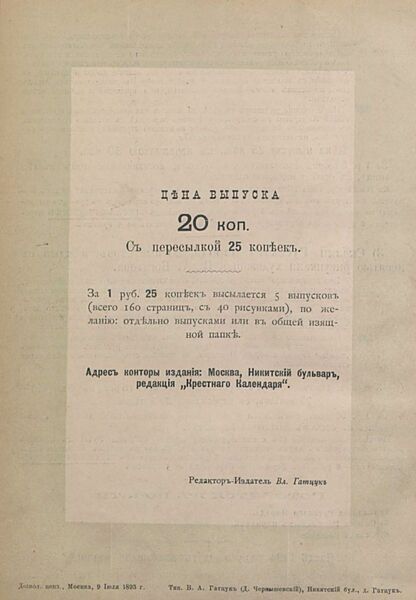 ЦѢНА ВЫПУСКА
20 коп.
Съ пересылкой 25 копѣекъ.
За 1 руб. 25 копѣекъ высылается 5 выпусковъ
(всего 160 страниц, съ 40 рисунками), по же-
ланію: отдѣльно выпусками или въ общей изящ-
ной папкѣ.
Адресъ конторы изданія: Москва, Никитскій бульваръ,
редакція „Крестнаго Календаря“.
Редакторъ-Издатель Вл. Гатцукъ
Дозвол. ценз., Москва, 9 Іюля 1893 г. Тип. В. А. Гатцукъ (Д. Чернышевскій), Никитскій бул., д. Гатцукъ.